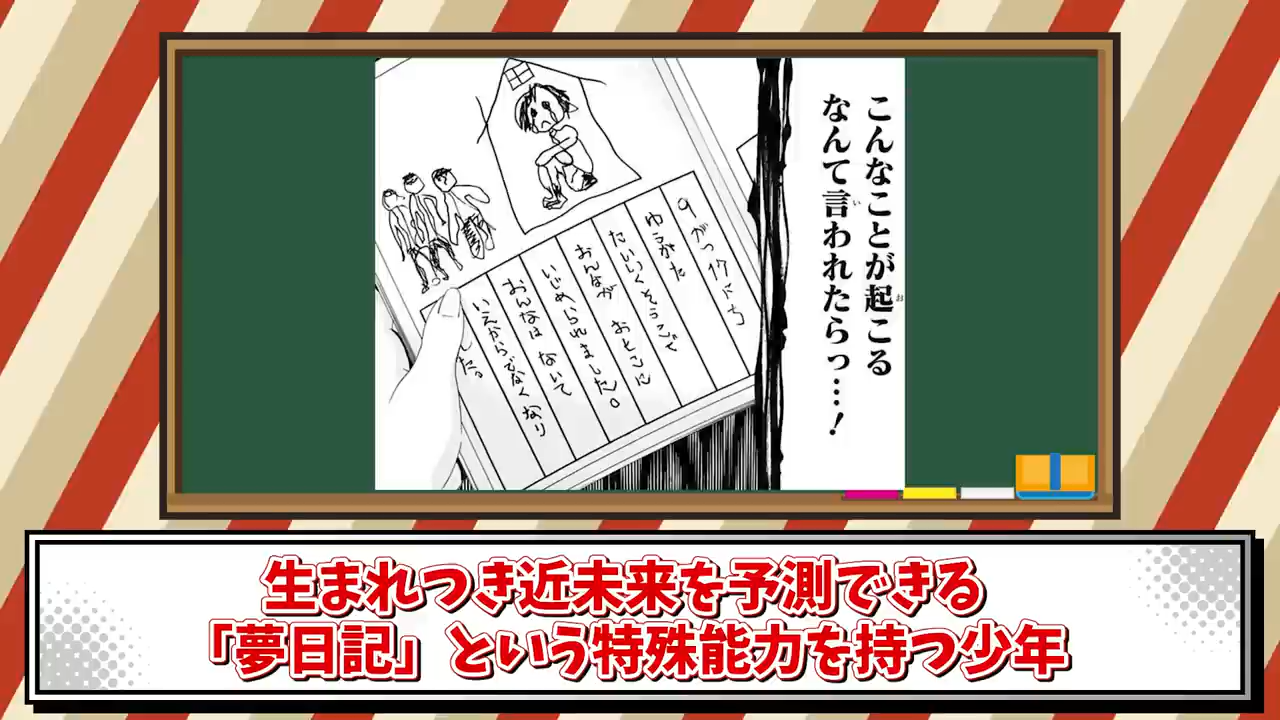 こんなことが起こる
なんて言われたらっ…!
9がつ17にち
ゆうがた
たいいくそうこで
おんなが おとこに
いじめられました。
おんなは ないて
いえからでなくなり
した。
生まれつき近未来を予測できる
「夢日記」という特殊能力を持つ少年